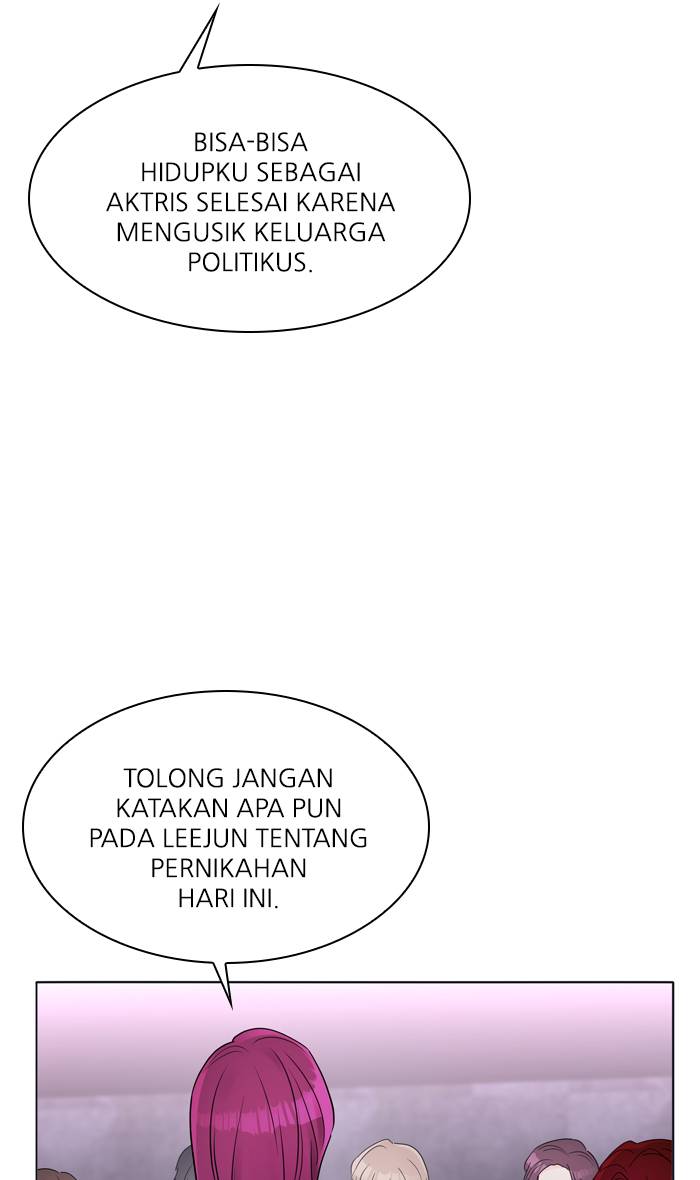 BISA-BISA
HIDUPKU SEBAGAI
AKTRIS SELESAI KARENA
MENGUSIK KELUARGA
POLITIKUS.
TOLONG JANGAN
KATAKAN APA PUN
PADA LEEJUN TENTANG
PERNIKAHAN
HARI INI.